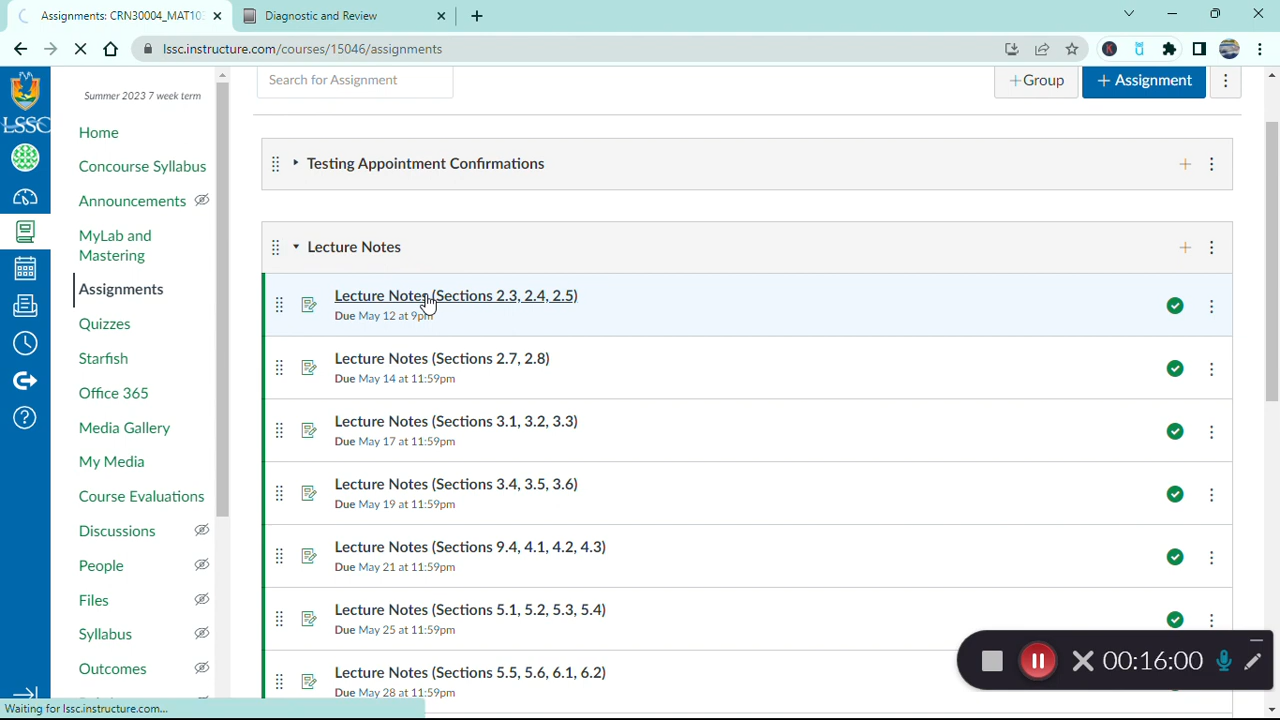 Assignments: CRN30004_MAT10
Diagnostic and Review
lssc.instructure.com/courses/15046/assignments
LSSC
Summer 2023 7 week term
Home
Concourse Syllabus
Announcements
MyLab and
Mastering
Assignments
Quizzes
Starfish
Office 365
Media Gallery
My Media
Course Evaluations
Discussions
People
Files
Syllabus
Outcomes
Search for Assignment
+ Group
+ Assignment
Testing Appointment Confirmations
Lecture Notes
Lecture Notes (Sections 2.3, 2.4, 2.5)
Due May 12 at 9pm
Lecture Notes (Sections 2.7, 2.8)
Due May 14 at 11:59pm
Lecture Notes (Sections 3.1, 3.2, 3.3)
Due May 17 at 11:59pm
Lecture Notes (Sections 3.4, 3.5, 3.6)
Due May 19 at 11:59pm
Lecture Notes (Sections 9.4, 4.1, 4.2, 4.3)
Due May 21 at 11:59pm
Lecture Notes (Sections 5.1, 5.2, 5.3, 5.4)
Due May 25 at 11:59pm
Lecture Notes (Sections 5.5, 5.6, 6.1, 6.2)
Due May 28 at 11:59pm
00:16:00
Waiting for lssc.instructure.com...